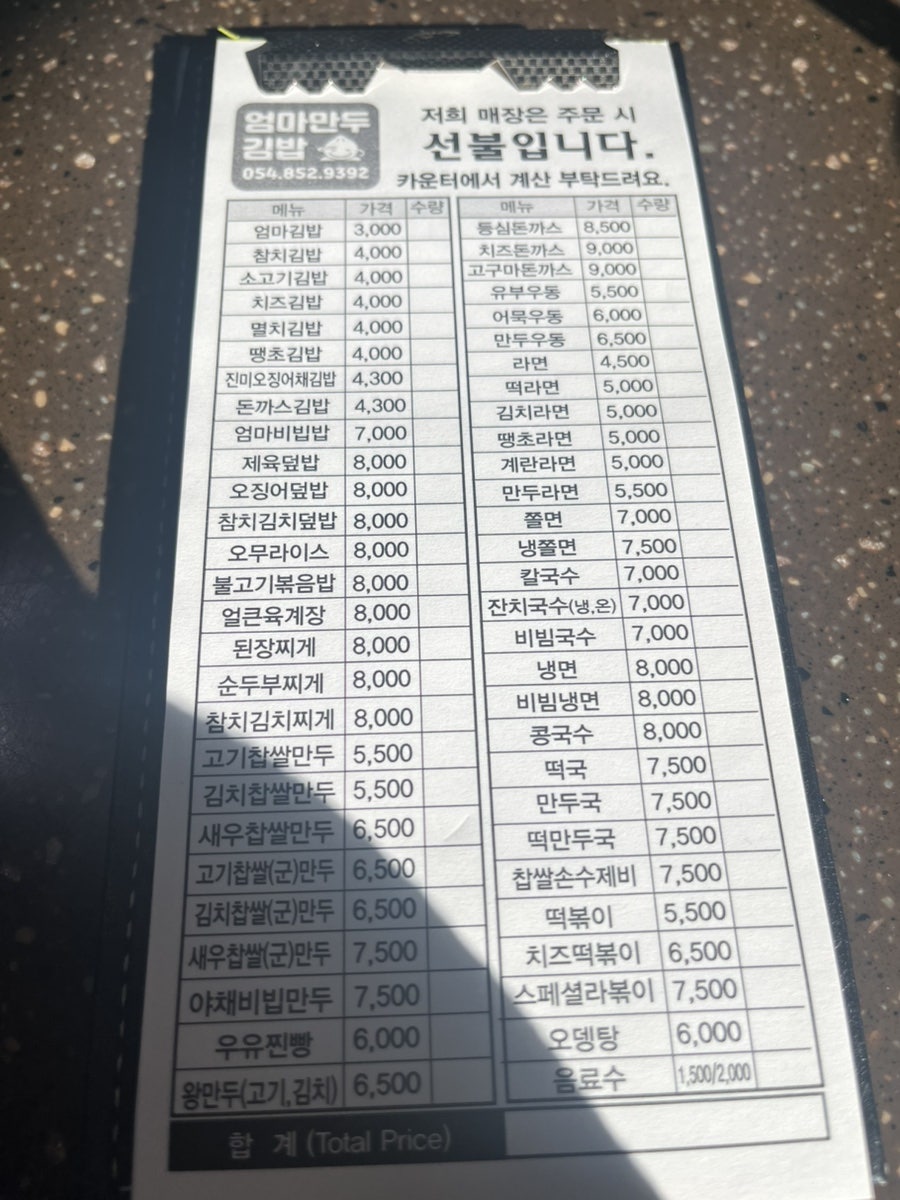 엄마만두
김밥
054.852.9392
저희 매장은 주문 시
선불입니다.
카운터에서 계산 부탁드려요.
메뉴 가격 수량
엄마김밥 3,000
참치김밥 4,000
소고기김밥 4,000
치즈김밥 4,000
멸치김밥 4,000
땡초김밥 4,000
진미오징어채김밥 4,300
돈까스김밥 4,300
엄마비빔밥 7,000
제육덮밥 8,000
오징어덮밥 8,000
참치김치덮밥 8,000
오무라이스 8,000
불고기볶음밥 8,000
얼큰육계장 8,000
된장찌게 8,000
순두부찌게 8,000
참치김치찌게 8,000
고기찹쌀만두 5,500
김치찹쌀만두 5,500
새우찹쌀만두 6,500
고기찹쌀(군)만두 6,500
김치찹쌀(군)만두 6,500
새우찹쌀(군)만두 7,500
야채비빔만두 7,500
우유찐빵 6,000
왕만두(고기,김치) 6,500
메뉴 가격 수량
등심돈까스 8,500
치즈돈까스 9,000
고구마돈까스 9,000
유부우동 5,500
어묵우동 6,000
만두우동 6,500
라면 4,500
떡라면 5,000
김치라면 5,000
땡초라면 5,000
계란라면 5,000
만두라면 5,500
쫄면 7,000
냉쫄면 7,500
칼국수 7,000
잔치국수(냉,온) 7,000
비빔국수 7,000
냉면 8,000
비빔냉면 8,000
콩국수 8,000
떡국 7,500
만두국 7,500
떡만두국 7,500
찹쌀손수제비 7,500
떡볶이 5,500
치즈떡볶이 6,500
스페셜라볶이 7,500
오뎅탕 6,000
음료수 1,500/2,000
합 계 (Total Price)